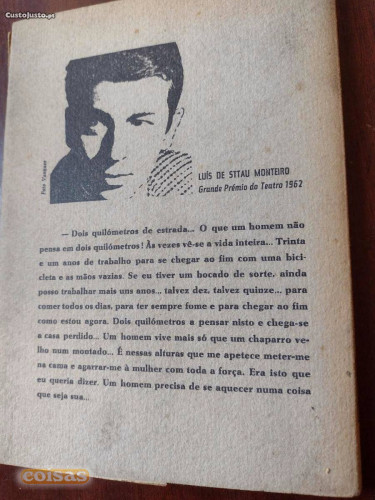 CustoJusto.pt
Foto Tjomsaas
LUÍS DE STTAU MONTEIRO
Grande Prémio do Teatro 1962
— Dois quilómetros de estrada... O que um homem não
pensa em dois quilómetros! Às vezes vê-se a vida inteira... Trinta
e um anos de trabalho para se chegar ao fim com uma bici-
cleta e as mãos vazias. Se eu tiver um bocado de sorte, ainda
posso trabalhar mais uns anos... talvez dez, talvez quinze... para
comer todos os dias, para ter sempre fome e para chegar ao fim
como estou agora. Dois quilómetros a pensar nisto e chega-se
a casa perdido... Um homem vive mais só que um chaparro ve-
lho num montado... É nessas alturas que me apetece meter-me
na cama e agarrar-me à mulher com toda a força. Era isto que
eu queria dizer. Um homem precisa de se aquecer numa coisa
que seja sua...
coisas